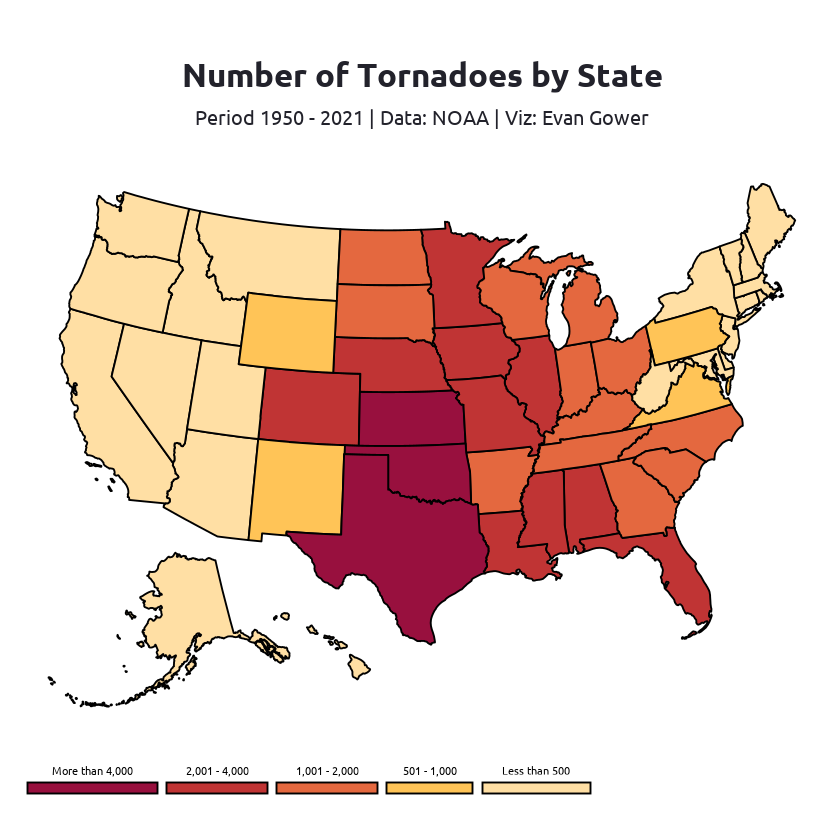 Number of Tornadoes by State
Period 1950 - 2021 | Data: NOAA | Viz: Evan Gower
More than 4,000 2,001 - 4,000 1,001 - 2,000 501 - 1,000 Less than 500